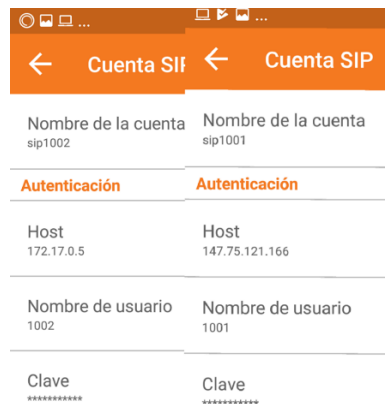 ...
Cuenta SIP
Nombre de la cuenta
sip1002
Autenticación
Host
172.17.0.5
Nombre de usuario
1002
Clave
***********
...
Cuenta SIP
Nombre de la cuenta
sip1001
Autenticación
Host
147.75.121.166
Nombre de usuario
1001
Clave
***********